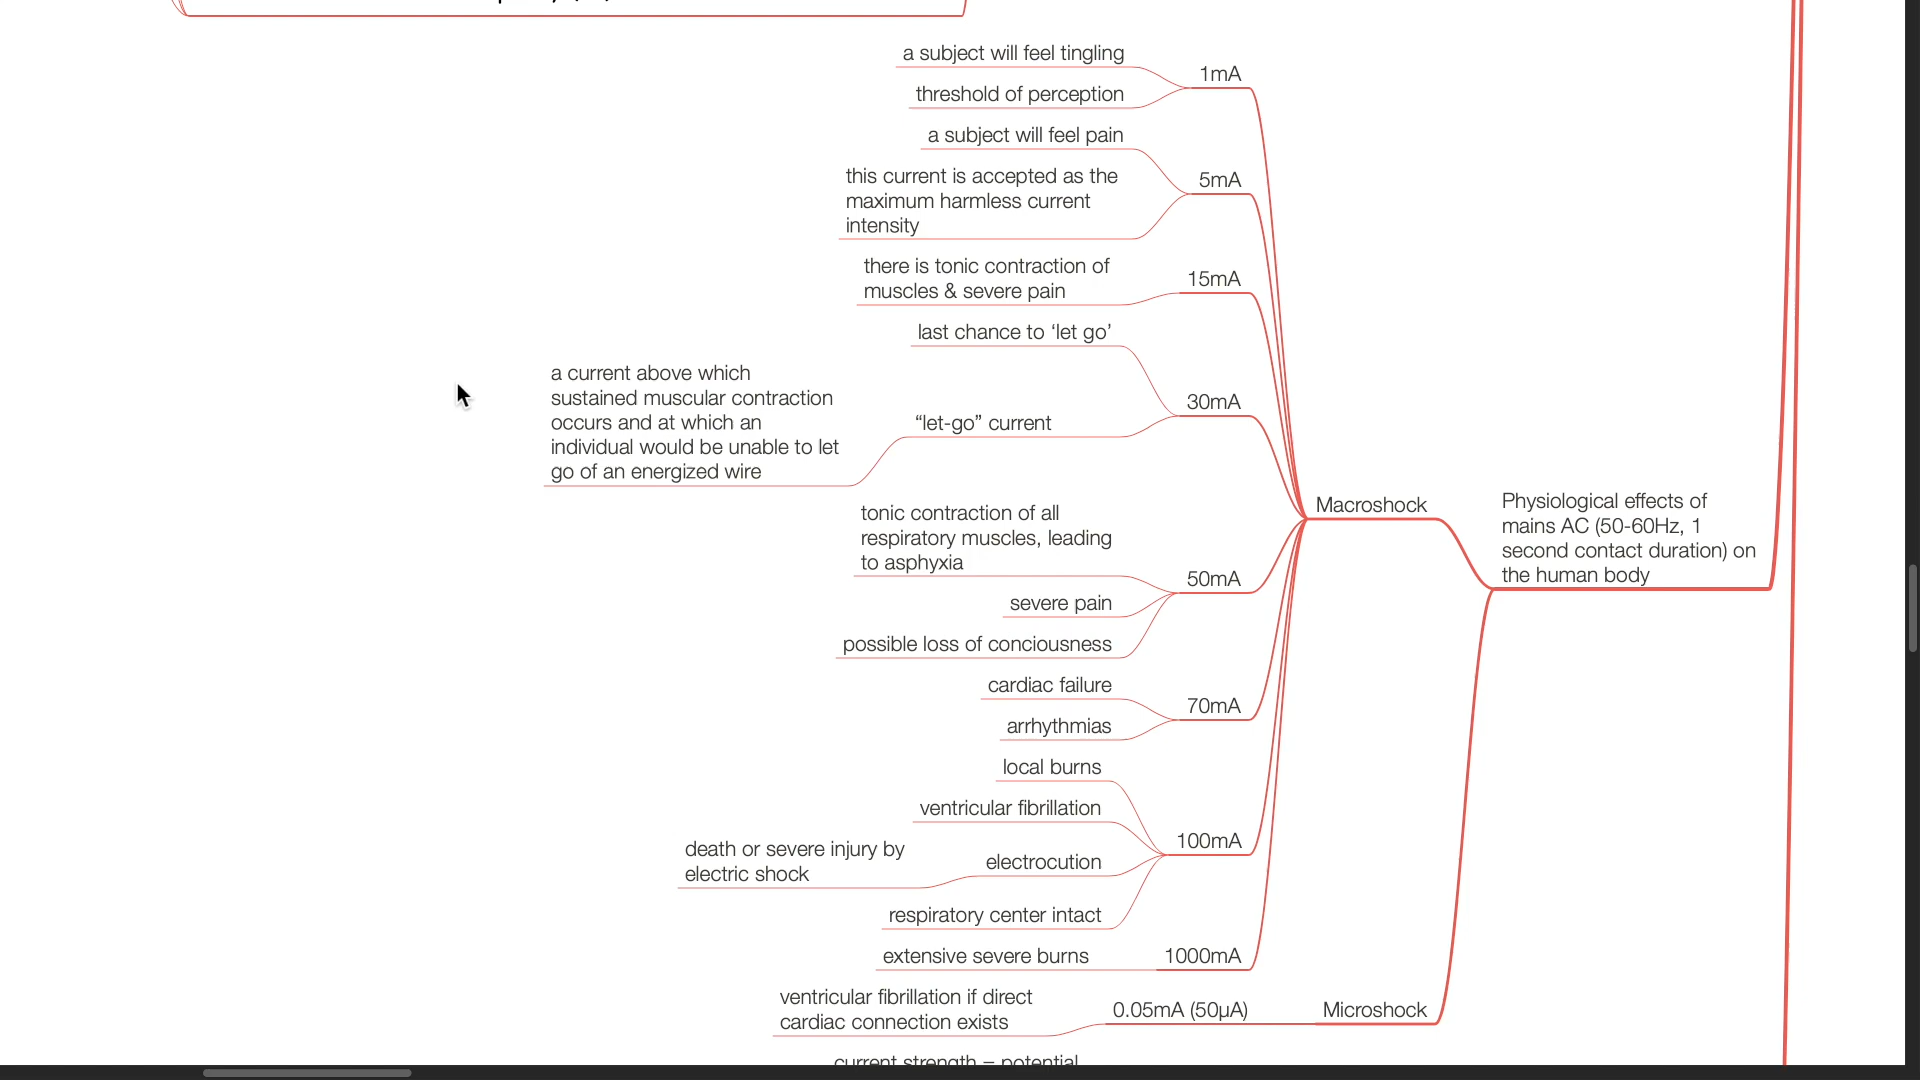 a subject will feel tingling
threshold of perception
1mA
a subject will feel pain
this current is accepted as the
maximum harmless current
intensity
5mA
there is tonic contraction of
muscles & severe pain
15mA
last chance to ‘let go’
“let-go” current
a current above which
sustained muscular contraction
occurs and at which an
individual would be unable to let
go of an energized wire
30mA
tonic contraction of all
respiratory muscles, leading
to asphyxia
severe pain
possible loss of conciousness
50mA
cardiac failure
arrhythmias
70mA
local burns
ventricular fibrillation
electrocution
death or severe injury by
electric shock
respiratory center intact
100mA
extensive severe burns
1000mA
Macroshock
ventricular fibrillation if direct
cardiac connection exists
0.05mA (50µA)
Microshock
Physiological effects of
mains AC (50-60Hz, 1
second contact duration) on
the human body
current strength = potential